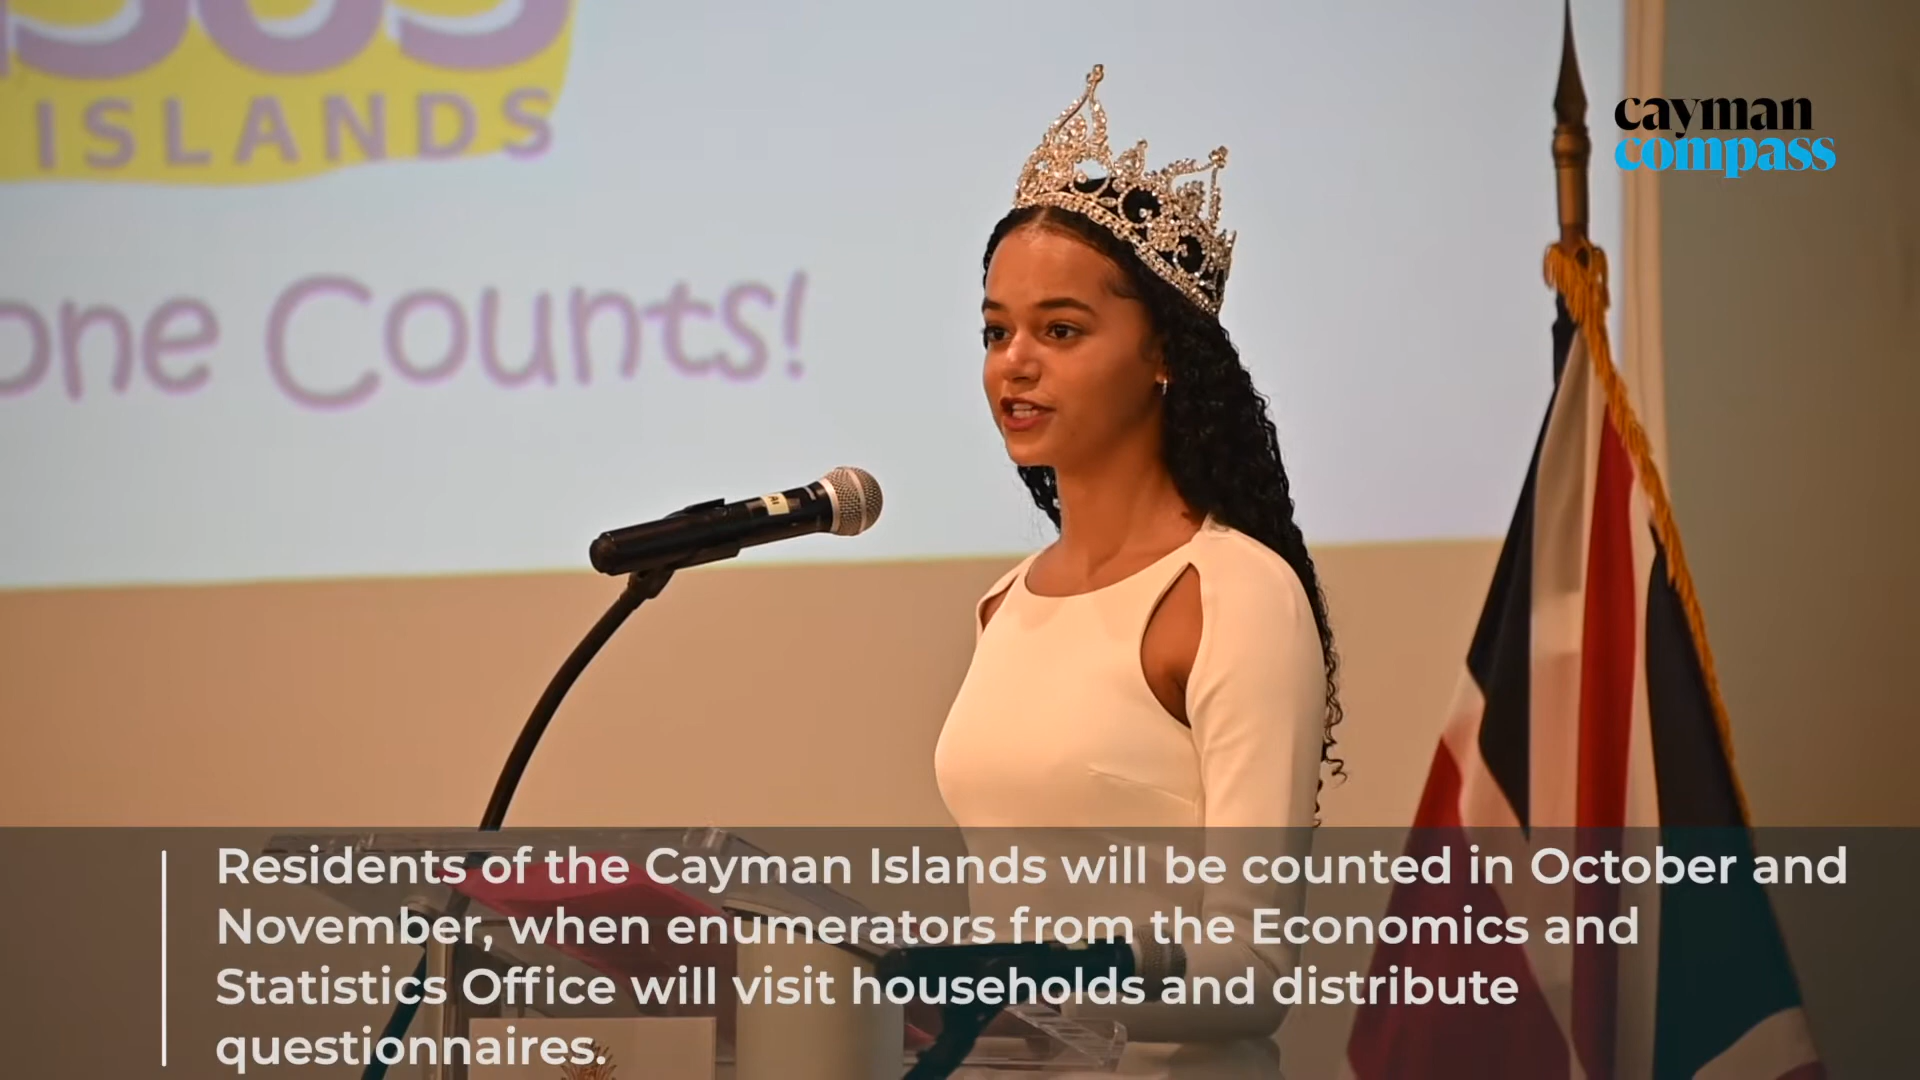 ISLANDS
one Counts!
cayman
compass
AI
Residents of the Cayman Islands will be counted in October and
November, when enumerators from the Economics and
Statistics Office will visit households and distribute
questionnaires.